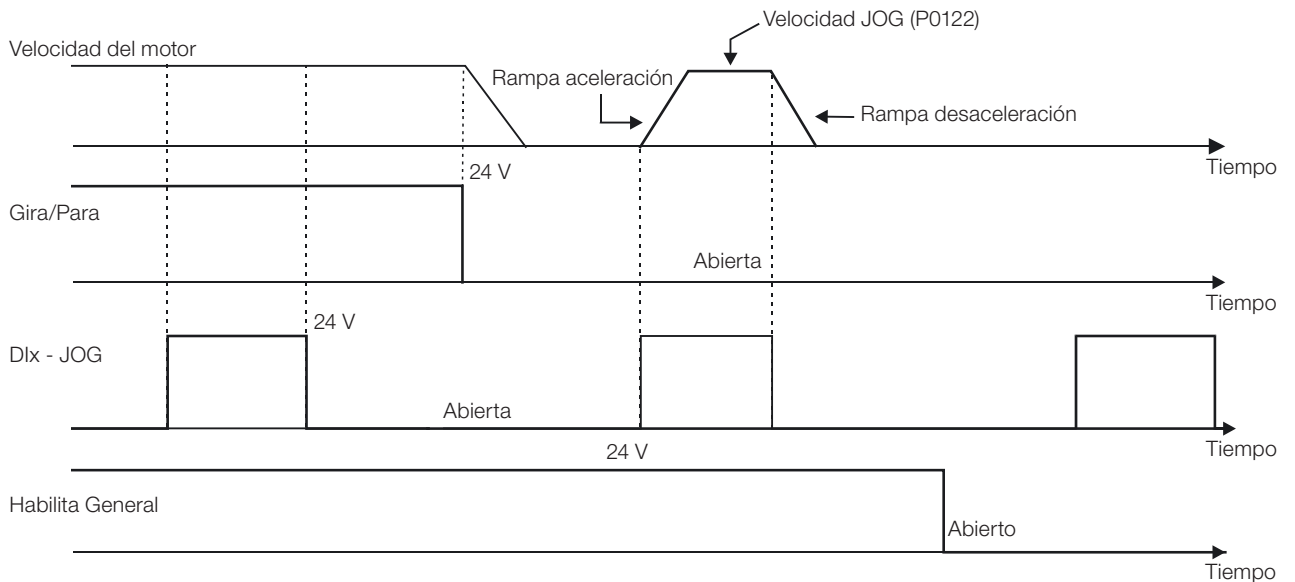 Velocidad JOG (P0122)
Velocidad del motor
Rampa aceleración
Rampa desaceleración
Tiempo
24 V
Gira/Para
Abierta
Tiempo
24 V
DIx - JOG
Abierta
Tiempo
24 V
Habilita General
Abierto
Tiempo